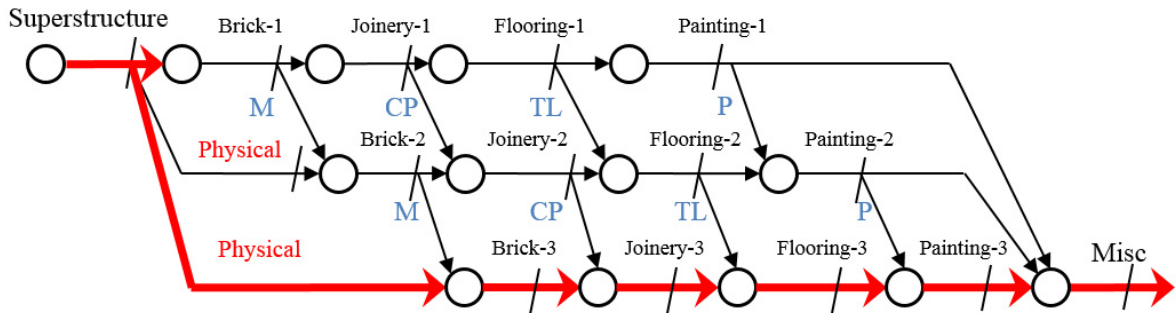 Superstructure
Brick-1
Joinery-1
Flooring-1
Painting-1
M
CP
TL
P
Physical
Brick-2
Joinery-2
Flooring-2
Painting-2
M
CP
TL
P
Physical
Brick-3
Joinery-3
Flooring-3
Painting-3
Misc